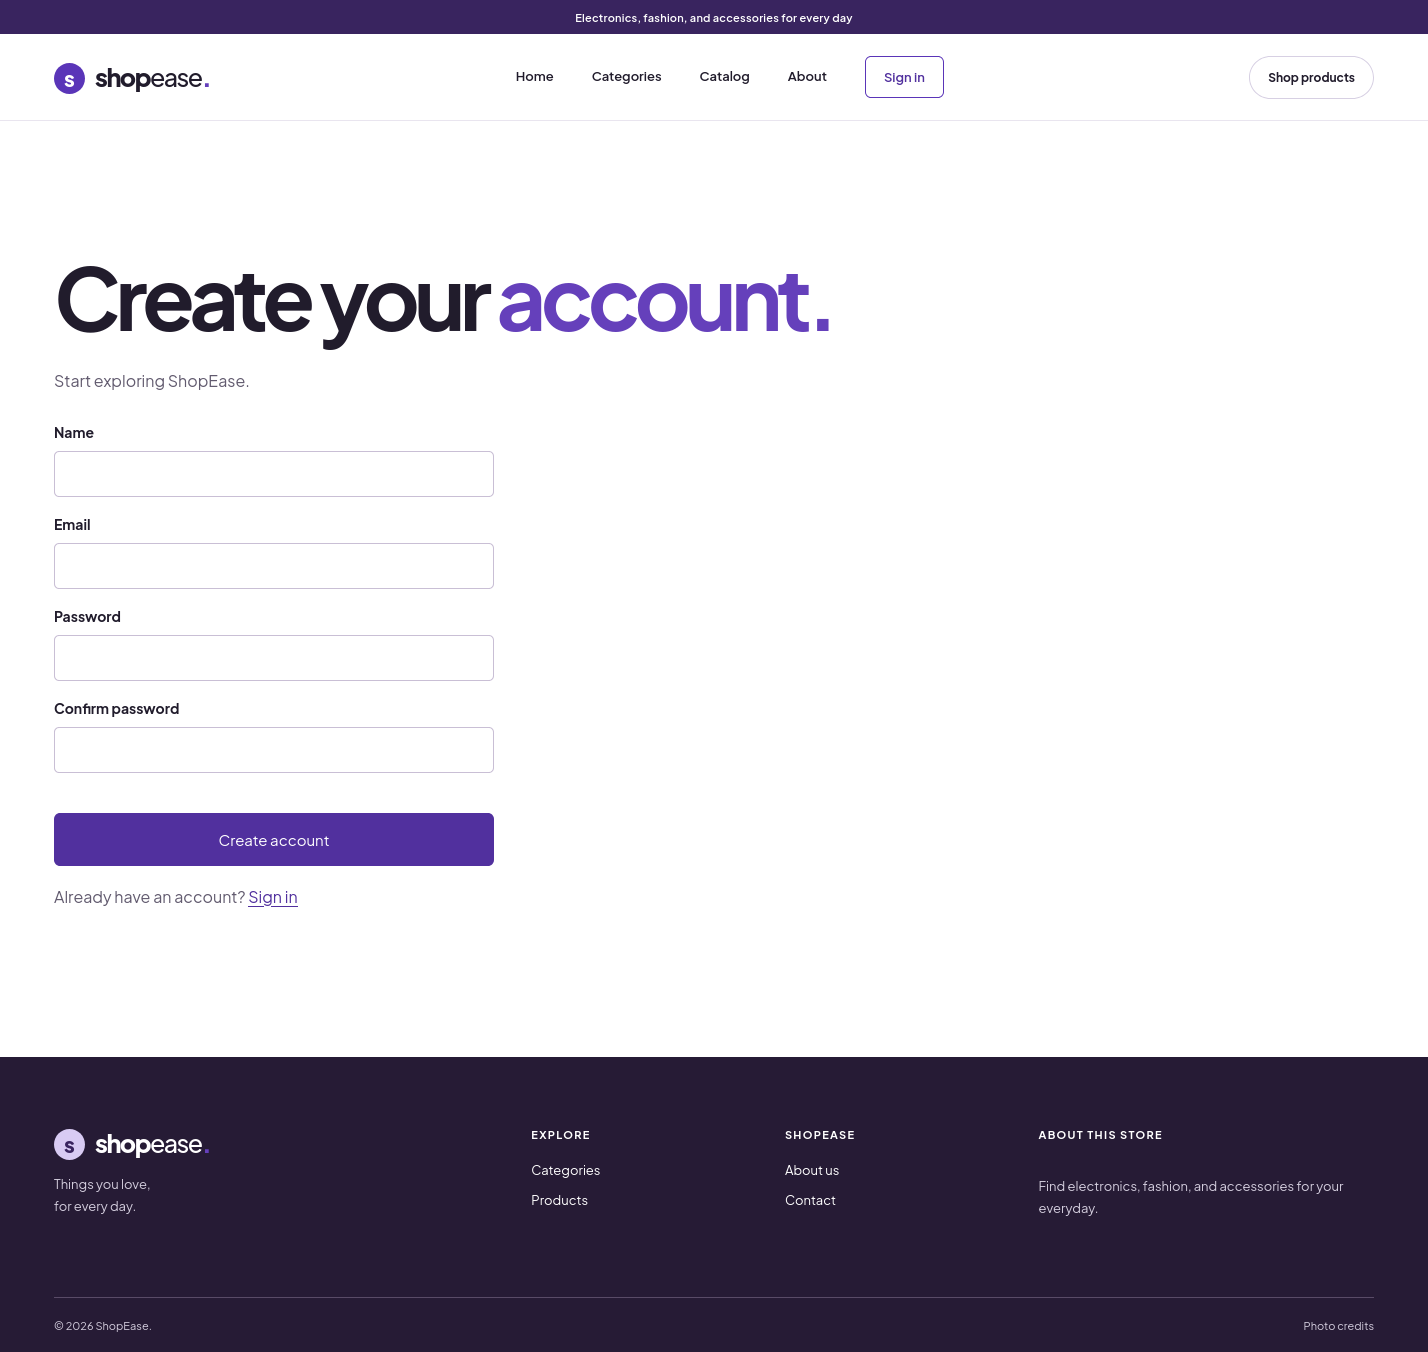 Electronics, fashion, and accessories for every day
s shopease.
Home
Categories
Catalog
About
Sign in
Shop products
Create your account.
Start exploring ShopEase.
Name
Email
Password
Confirm password
Create account
Already have an account? Sign in
s shopease.
Things you love,
for every day.
EXPLORE
Categories
Products
SHOPEASE
About us
Contact
ABOUT THIS STORE
Find electronics, fashion, and accessories for your
everyday.
© 2026 ShopEase.
Photo credits